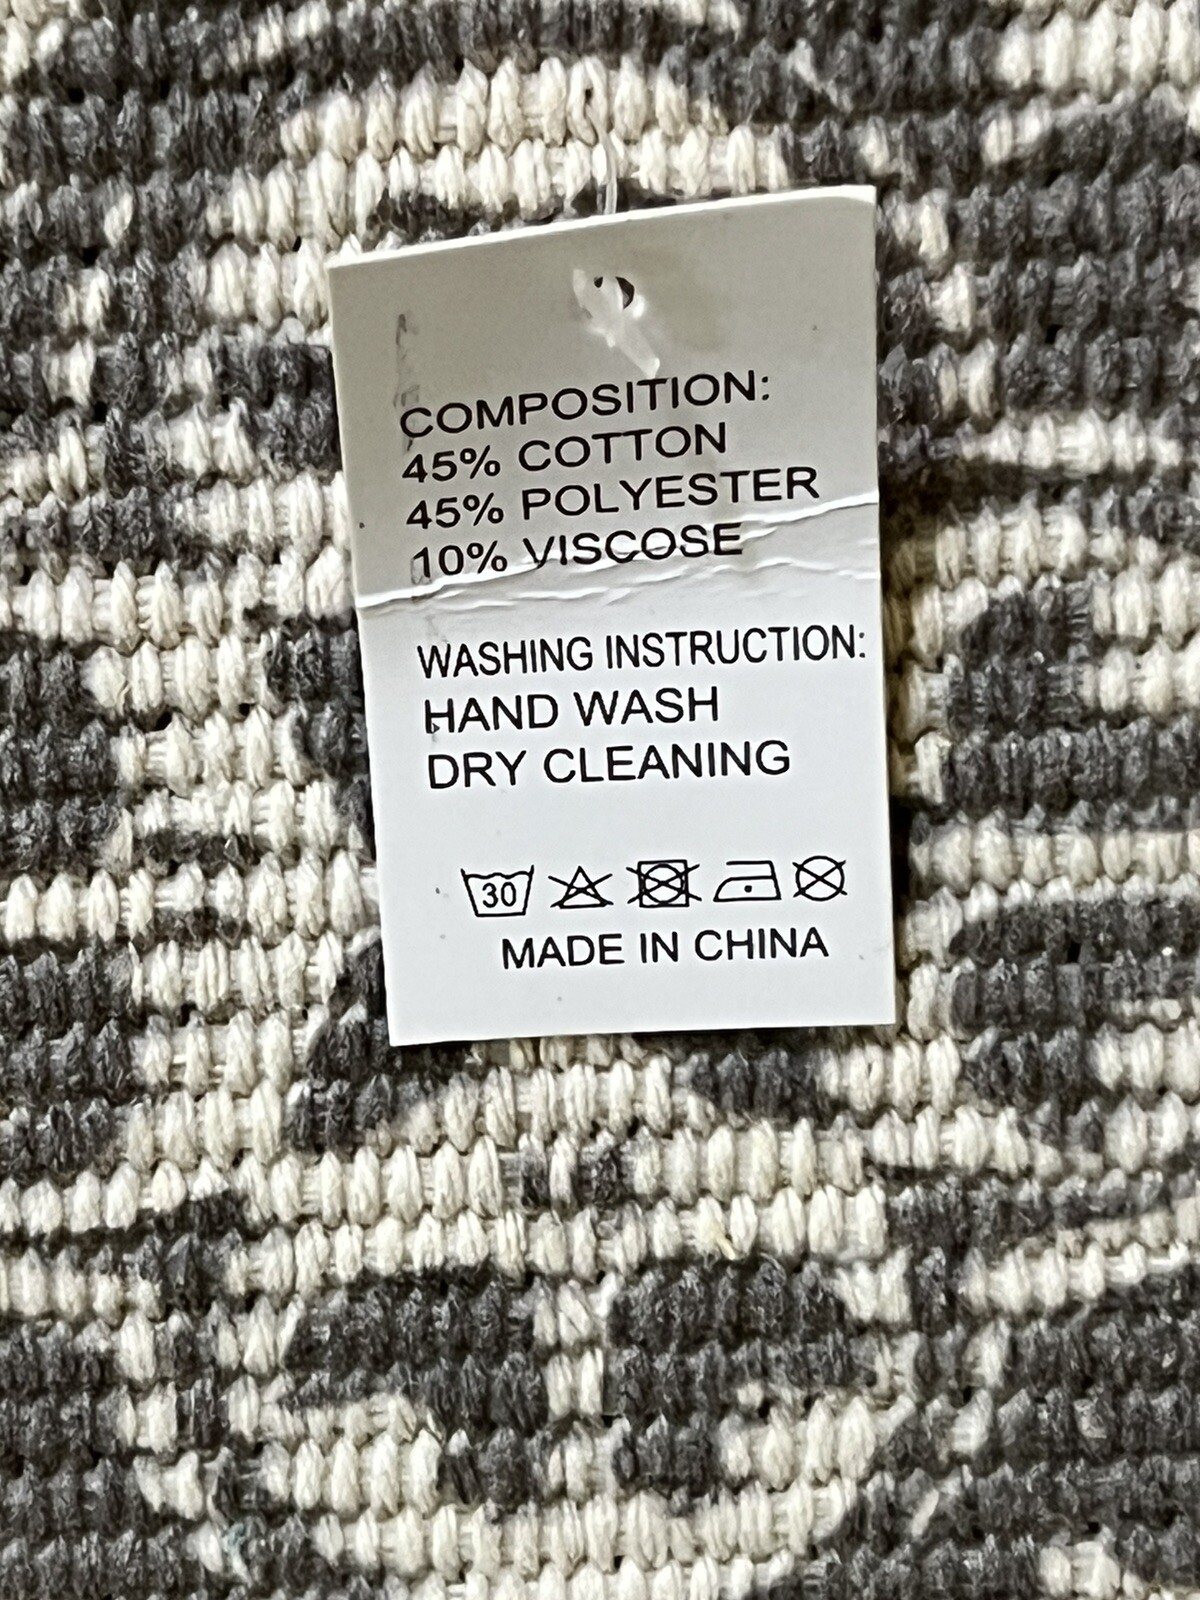 COMPOSITION:
45% COTTON
45% POLYESTER
10% VISCOSE
WASHING INSTRUCTION:
HAND WASH
DRY CLEANING
30
MADE IN CHINA